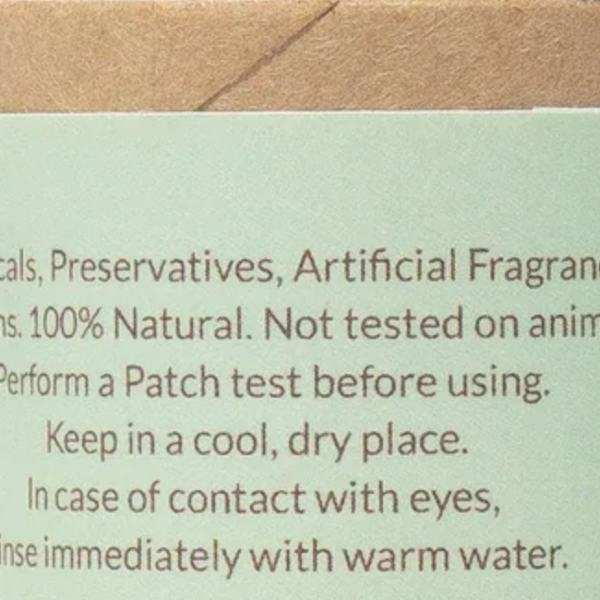 cals, Preservatives, Artificial Fragran
ns. 100% Natural. Not tested on anim
Perform a Patch test before using.
Keep in a cool, dry place.
In case of contact with eyes,
inse immediately with warm water.